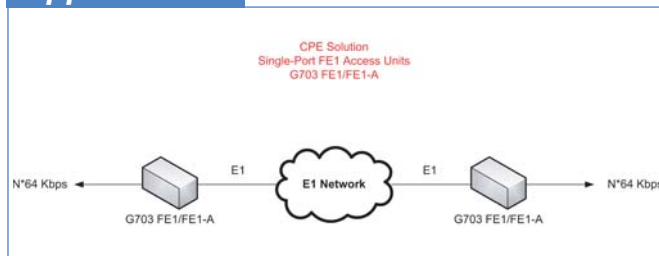 CPE Solution
Single-Port FE1 Access Units
G703 FE1/FE1-A
E1
E1
N*64 Kbps
E1 Network
N*64 Kbps
G703 FE1/FE1-A
G703 FE1/FE1-A